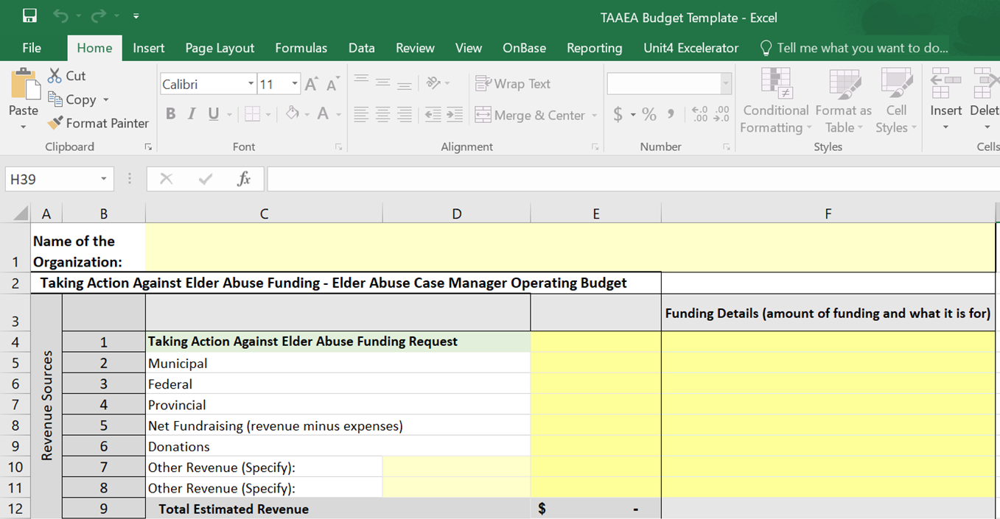 TAAEA Budget Template - Excel
File Home Insert Page Layout Formulas Data Review View OnBase Reporting Unit4 Excelerator Tell me what you want to do...
Cut
Copy
Format Painter
Paste
Clipboard
Calibri 11 A A
B I U A
Font
Wrap Text
Merge & Center
Alignment
$ % , .0 .00 .00 .0
Number
Conditional Formatting
Format as Table
Cell Styles
Styles
Insert Delet
Cells
H39 fx
A B C D E F
1 Name of the
Organization:
2 Taking Action Against Elder Abuse Funding - Elder Abuse Case Manager Operating Budget
3 Funding Details (amount of funding and what it is for)
Revenue Sources
4 1 Taking Action Against Elder Abuse Funding Request
5 2 Municipal
6 3 Federal
7 4 Provincial
8 5 Net Fundraising (revenue minus expenses)
9 6 Donations
10 7 Other Revenue (Specify):
11 8 Other Revenue (Specify):
12 9 Total Estimated Revenue $ -